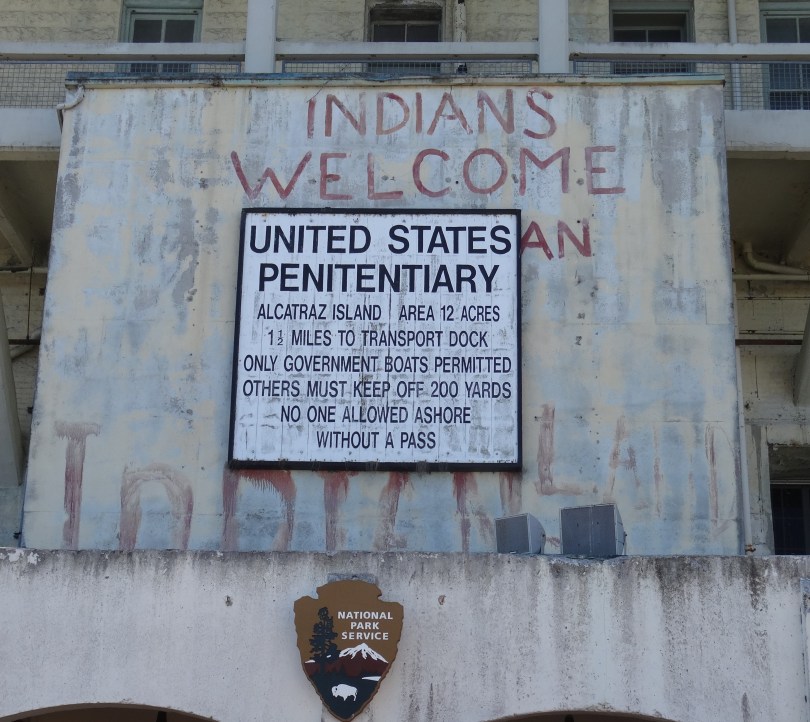 INDIANS
WELCOME
UNITED STATES
PENITENTIARY
ALCATRAZ ISLAND AREA 12 ACRES
1½ MILES TO TRANSPORT DOCK
ONLY GOVERNMENT BOATS PERMITTED
OTHERS MUST KEEP OFF 200 YARDS
NO ONE ALLOWED ASHORE
WITHOUT A PASS
LAN
NATIONAL
PARK
SERVICE